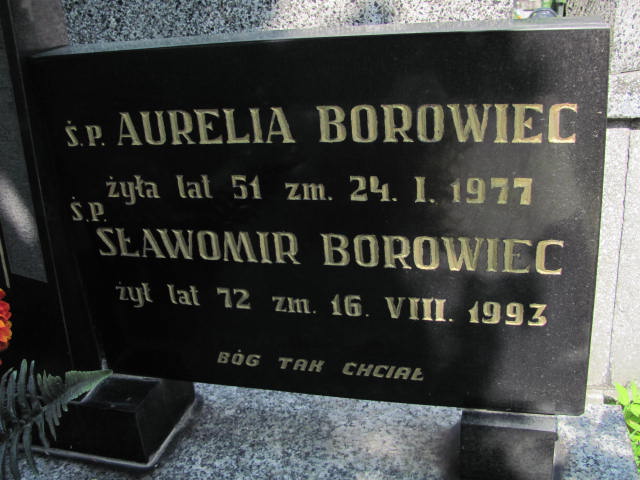 Ś.P. AURELIA BOROWIEC
żyła lat 51 zm. 24. I. 1977
Ś.P.
SŁAWOMIR BOROWIEC
żył lat 72 zm. 16. VIII. 1993
BÓG TAK CHCIAŁ